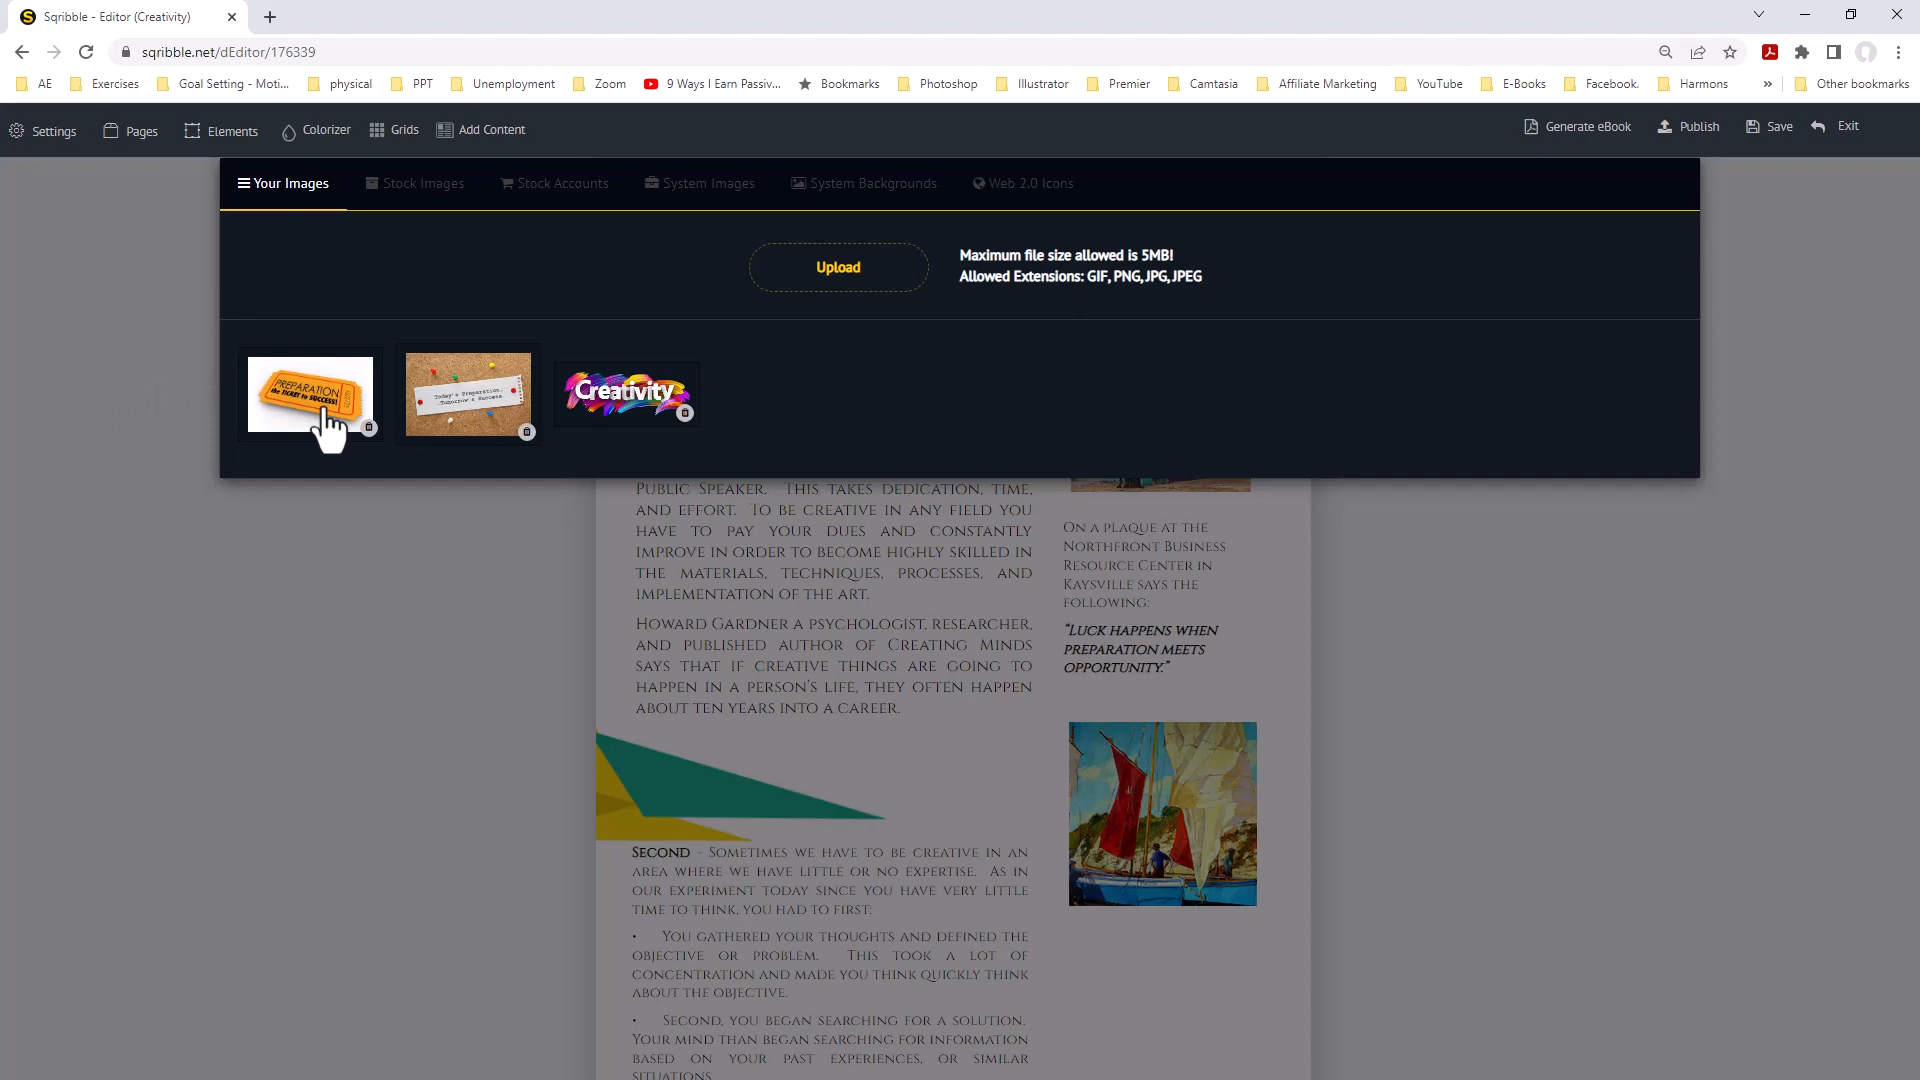 Sqribble - Editor (Creativity)
sqribble.net/dEditor/176339
AE
Exercises
Goal Setting - Moti...
physical
PPT
Unemployment
Zoom
9 Ways I Earn Passiv...
Bookmarks
Photoshop
Illustrator
Premier
Camtasia
Affiliate Marketing
YouTube
E-Books
Facebook.
Harmons
»
Other bookmarks
Settings
Pages
Elements
Colorizer
Grids
Add Content
Generate eBook
Publish
Save
Exit
Your Images
Stock Images
Stock Accounts
System Images
System Backgrounds
Web 2.0 Icons
Upload
Maximum file size allowed is 5MB!
Allowed Extensions: GIF, PNG, JPG, JPEG
PREPARATION
the TICKET to SUCCESS!
Today's Preparation...
Tomorrow's Success
Creativity
PUBLIC SPEAKER. THIS TAKES DEDICATION, TIME,
AND EFFORT. TO BE CREATIVE IN ANY FIELD YOU
HAVE TO PAY YOUR DUES AND CONSTANTLY
IMPROVE IN ORDER TO BECOME HIGHLY SKILLED IN
THE MATERIALS, TECHNIQUES, PROCESSES, AND
IMPLEMENTATION OF THE ART.
HOWARD GARDNER A PSYCHOLOGIST, RESEARCHER,
AND PUBLISHED AUTHOR OF CREATING MINDS
SAYS THAT IF CREATIVE THINGS ARE GOING TO
HAPPEN IN A PERSON'S LIFE, THEY OFTEN HAPPEN
ABOUT TEN YEARS INTO A CAREER.
SECOND - SOMETIMES WE HAVE TO BE CREATIVE IN AN
AREA WHERE WE HAVE LITTLE OR NO EXPERTISE. AS IN
OUR EXPERIMENT TODAY SINCE YOU HAVE VERY LITTLE
TIME TO THINK, YOU HAD TO FIRST:
• YOU GATHERED YOUR THOUGHTS AND DEFINED THE
OBJECTIVE OR PROBLEM. THIS TOOK A LOT OF
CONCENTRATION AND MADE YOU THINK QUICKLY THINK
ABOUT THE OBJECTIVE.
• SECOND, YOU BEGAN SEARCHING FOR A SOLUTION.
YOUR MIND THAN BEGAN SEARCHING FOR INFORMATION
BASED ON YOUR PAST EXPERIENCES, OR SIMILAR
SITUATIONS.
ON A PLAQUE AT THE
NORTHFRONT BUSINESS
RESOURCE CENTER IN
KAYSVILLE SAYS THE
FOLLOWING:
"LUCK HAPPENS WHEN
PREPARATION MEETS
OPPORTUNITY."